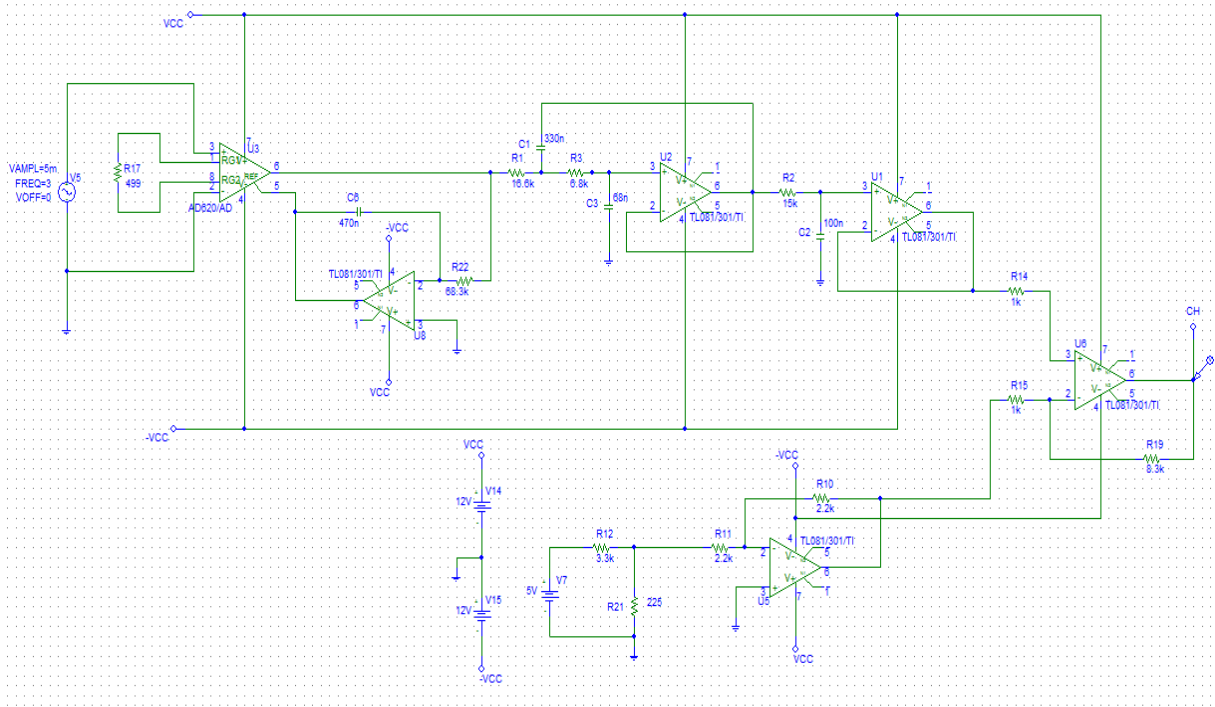 VCC
VAMPL=5m
FREQ=3
VOFF=0
V5
R17
499
3
1
8
2
+
RG1
V+
RG2
REF
V-
-
7
U3
6
5
4
AD620/AD
C6
470n
-VCC
TL081/301/TI
5
6
1
4
V-
V+
7
2
3
-
+
U8
R22
68.3k
VCC
C1
330n
R1
16.6k
R3
6.8k
C3
68n
U2
3
2
+
-
V+
V-
7
1
6
5
4
TL081/301/TI
R2
15k
C2
100n
U1
3
2
+
-
V+
V-
7
1
6
5
4
TL081/301/TI
R14
1k
CH
U6
3
2
+
-
V+
V-
7
1
6
5
4
TL081/301/TI
R15
1k
R19
8.3k
-VCC
VCC
V14
12V
+
-
V15
12V
+
-
-VCC
-VCC
R10
2.2k
R12
3.3k
R11
2.2k
5V
V7
+
-
R21
225
4
TL081/301/TI
2
3
-
+
V-
V+
5
6
1
7
U5
VCC